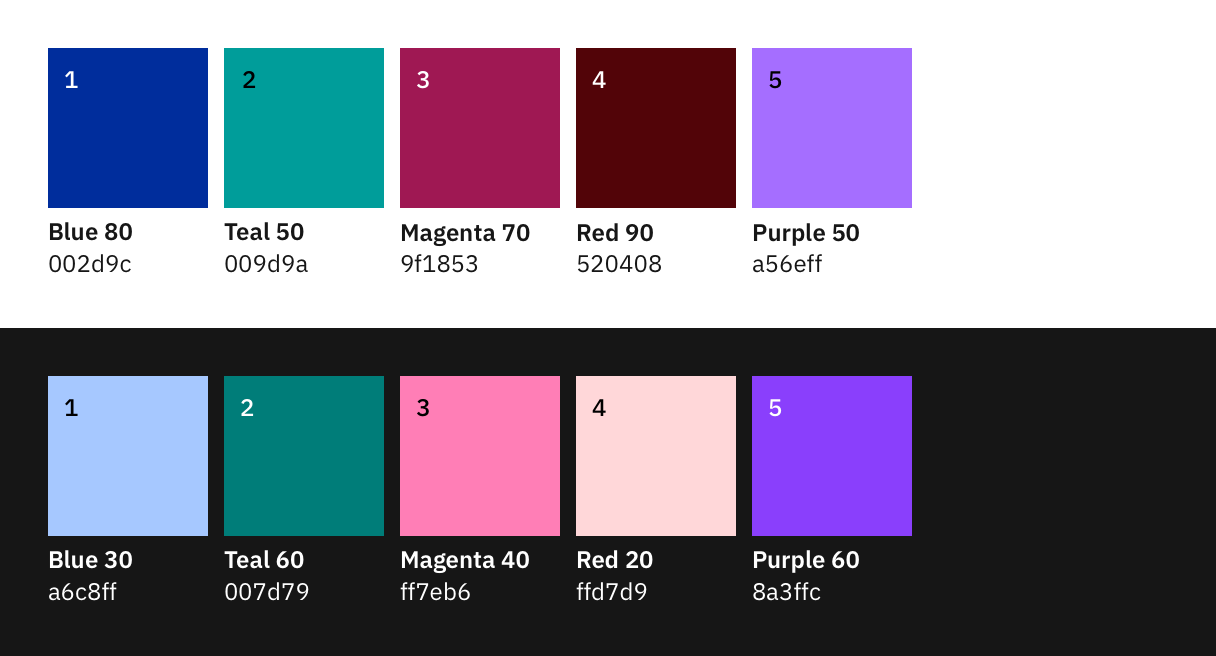 1 2 3 4 5
Blue 80 Teal 50 Magenta 70 Red 90 Purple 50
002d9c 009d9a 9f1853 520408 a56eff
1 2 3 4 5
Blue 30 Teal 60 Magenta 40 Red 20 Purple 60
a6c8ff 007d79 ff7eb6 ffd7d9 8a3ffc